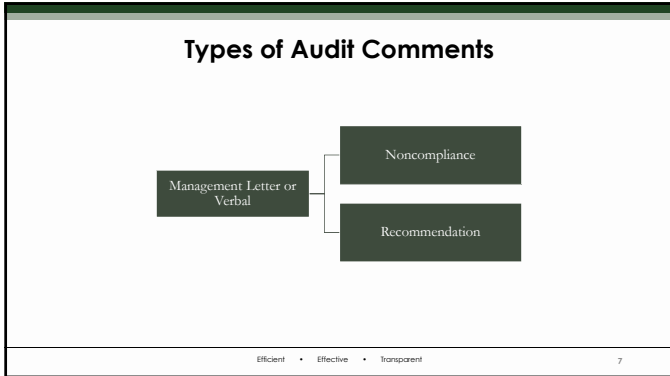 Types of Audit Comments
Management Letter or
Verbal
Noncompliance
Recommendation
Efficient • Effective • Transparent
7